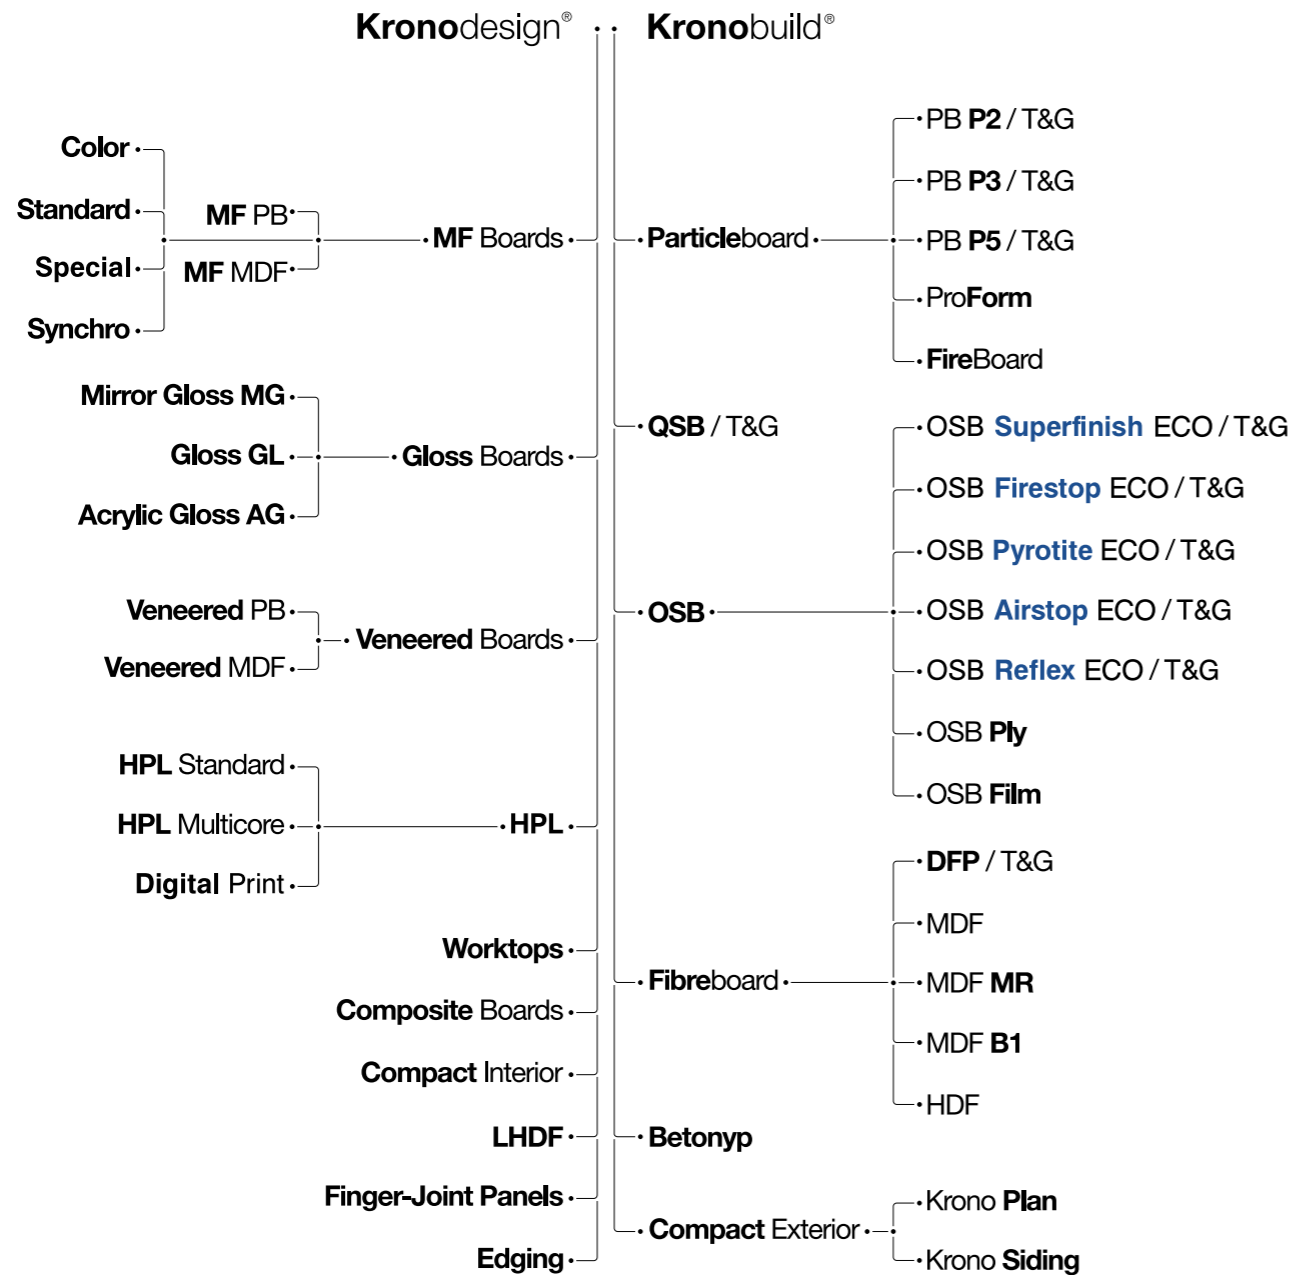 Kronodesign®
Kronobuild®
Color
Standard
Special
Synchro
MF PB
MF MDF
MF Boards
Mirror Gloss MG
Gloss GL
Acrylic Gloss AG
Gloss Boards
Veneered PB
Veneered MDF
Veneered Boards
HPL Standard
HPL Multicore
Digital Print
HPL
Worktops
Composite Boards
Compact Interior
LHDF
Finger-Joint Panels
Edging
Particleboard
PB P2 / T&G
PB P3 / T&G
PB P5 / T&G
ProForm
FireBoard
QSB / T&G
OSB
OSB Superfinish ECO / T&G
OSB Firestop ECO / T&G
OSB Pyrotite ECO / T&G
OSB Airstop ECO / T&G
OSB Reflex ECO / T&G
OSB Ply
OSB Film
Fibreboard
DFP / T&G
MDF
MDF MR
MDF B1
HDF
Betonyp
Compact Exterior
Krono Plan
Krono Siding